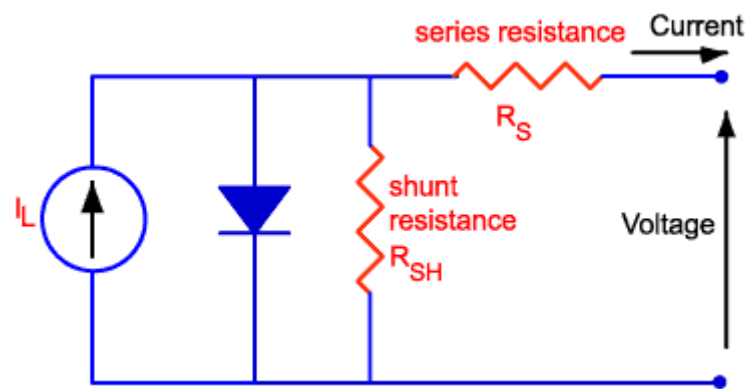 Current
series resistance
R_S
I_L
shunt
resistance
R_SH
Voltage